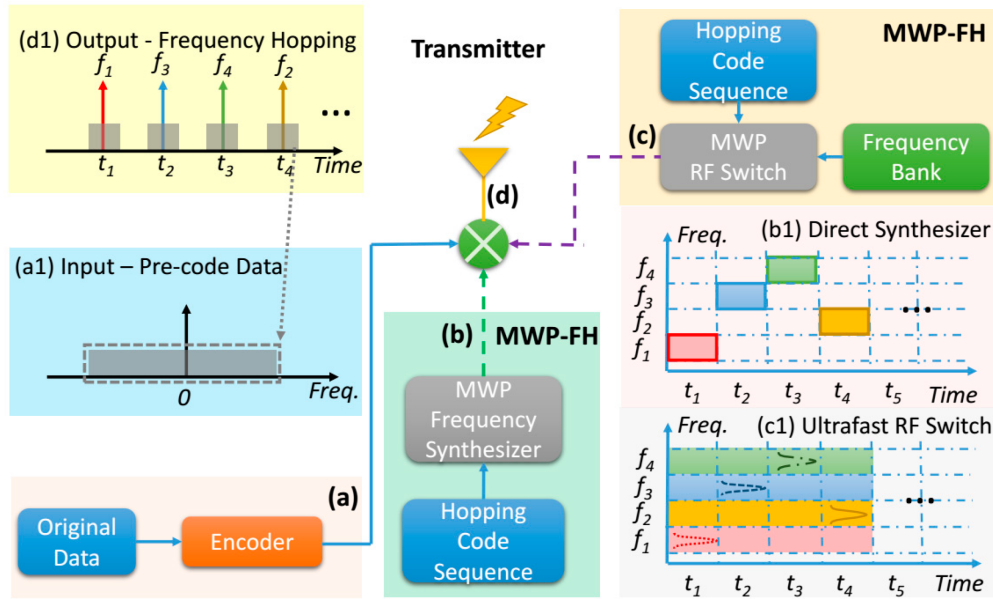 (d1) Output - Frequency Hopping
f1 f3 f4 f2
...
t1 t2 t3 t4 Time
Transmitter
(d)
MWP-FH
Hopping
Code
Sequence
(c)
MWP
RF Switch
Frequency
Bank
(a1) Input – Pre-code Data
0
Freq.
(b)
MWP-FH
MWP
Frequency
Synthesizer
Hopping
Code
Sequence
(a)
Original
Data
Encoder
Freq.
(b1) Direct Synthesizer
f4
f3
...
f2
f1
t1 t2 t3 t4 t5 Time
Freq.
(c1) Ultrafast RF Switch
f4
f3
...
f2
f1
t1 t2 t3 t4 t5 Time